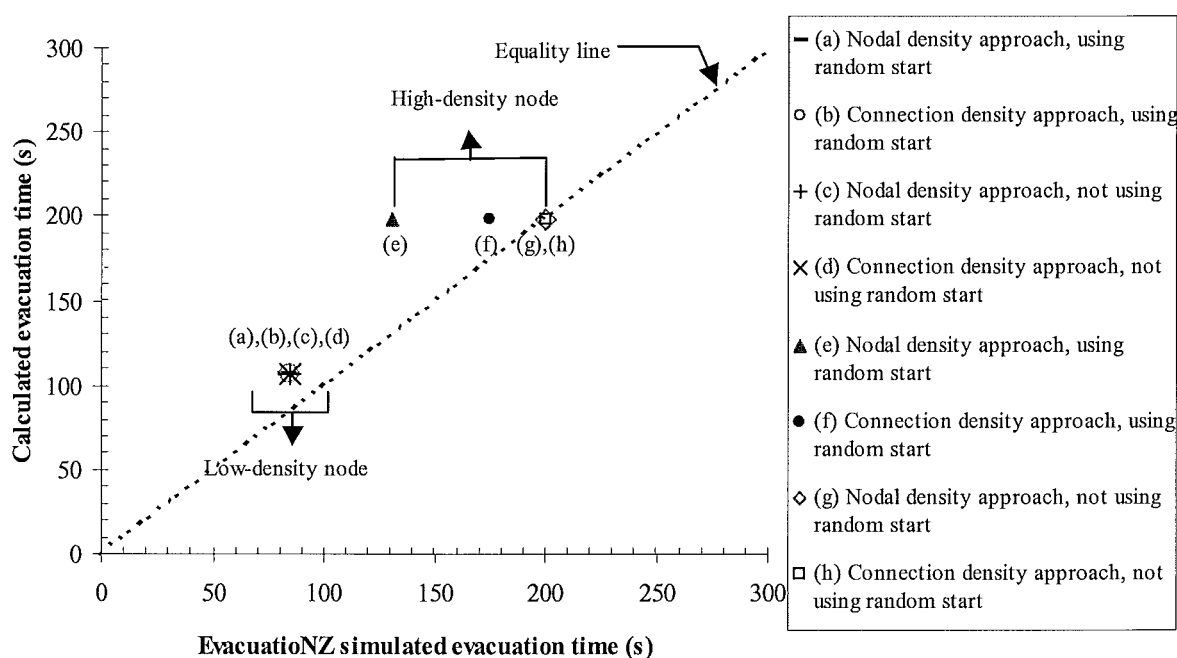 300
250
200
150
100
50
0
Calculated evacuation time (s)
Equality line
High-density node
(e)
(f)
(g),(h)
(a),(b),(c),(d)
Low-density node
0
50
100
150
200
250
300
EvacuatioNZ simulated evacuation time (s)
(a) Nodal density approach, using
random start
(b) Connection density approach, using
random start
(c) Nodal density approach, not using
random start
(d) Connection density approach, not
using random start
(e) Nodal density approach, using
random start
(f) Connection density approach, using
random start
(g) Nodal density approach, not using
random start
(h) Connection density approach, not
using random start